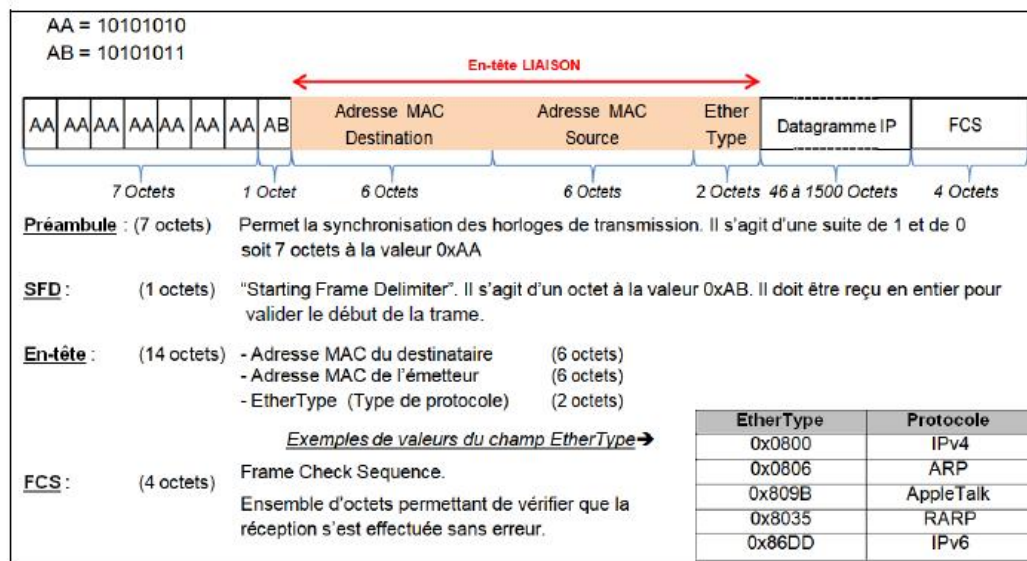 AA = 10101010
AB = 10101011
En-tête LIAISON
AA AA AA AA AA AA AA AB Adresse MAC Destination Adresse MAC Source Ether Type Datagramme IP FCS
7 Octets 1 Octet 6 Octets 6 Octets 2 Octets 46 à 1500 Octets 4 Octets
Préambule : (7 octets) Permet la synchronisation des horloges de transmission. Il s'agit d'une suite de 1 et de 0
soit 7 octets à la valeur 0xAA
SFD : (1 octets) "Starting Frame Delimiter". Il s'agit d'un octet à la valeur 0xAB. Il doit être reçu en entier pour
valider le début de la trame.
En-tête : (14 octets) - Adresse MAC du destinataire (6 octets)
- Adresse MAC de l'émetteur (6 octets)
- EtherType (Type de protocole) (2 octets)
Exemples de valeurs du champ EtherType➔
EtherType Protocole
0x0800 IPv4
0x0806 ARP
0x809B AppleTalk
0x8035 RARP
0x86DD IPv6
FCS : (4 octets) Frame Check Sequence.
Ensemble d'octets permettant de vérifier que la
réception s'est effectuée sans erreur.